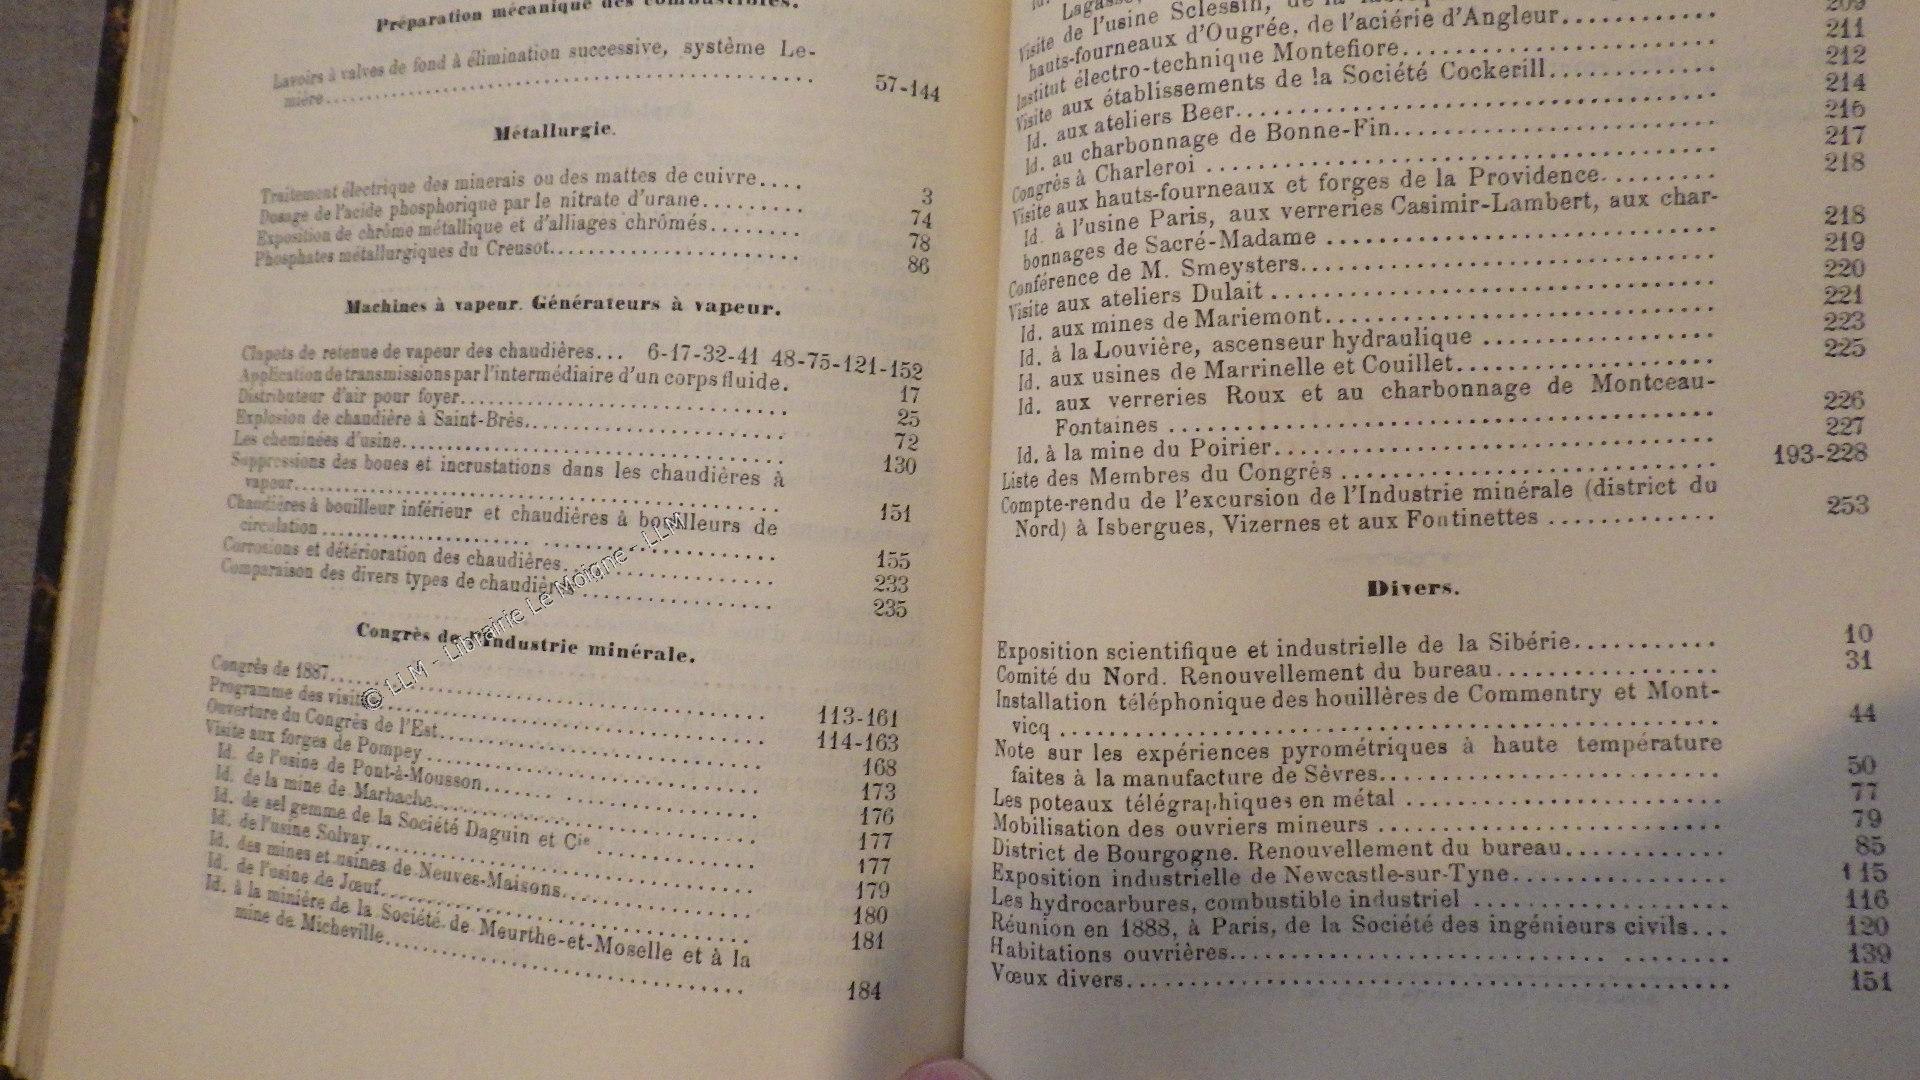 Préparation mécanique des combustibles.
Lavoirs à valves de fond à élimination successive, système Le-
mière........ 57-144
Métallurgie.
Traitement électrique des minerais ou des mattes de cuivre.... 3
Dosage de l'acide phosphorique par le nitrate d'urane......... 74
Exposition de chrôme métallique et d'alliages chrômés........ 78
Phosphates métallurgiques du Creusot........ 86
Machines à vapeur. Générateurs à vapeur.
Clapets de retenue de vapeur des chaudières... 6-17-32-41 48-75-121-152
Application de transmissions par l'intermédiaire d'un corps fluide. 17
Distributeur d'air pour foyer........ 25
Explosion de chaudière à Saint-Brès........ 72
Les cheminées d'usine........ 130
Suppressions des boues et incrustations dans les chaudières à
vapeur........ 151
Chaudières à bouilleur inférieur et chaudières à bouilleurs de
circulation........ 155
Corrosions et détérioration des chaudières........ 233
Comparaison des divers types de chaudières........ 235
Congrès de l'Industrie minérale.
Congrès de 1887........ 113-161
Programme des visites........ 114-163
Ouverture du Congrès de l'Est........ 168
Visite aux forges de Pompey........ 173
Id. de l'usine de Pont-à-Mousson........ 176
Id. de la mine de Marbache........ 177
Id. de sel gemme de la Société Daguin et Cie........ 177
Id. de l'usine Solvay........ 179
Id. des mines et usines de Neuves-Maisons........ 180
Id. de l'usine de Jœuf........ 181
Id. à la minière de la Société de Meurthe-et-Moselle et à la
mine de Micheville........ 184
© LLM - Librairie Le Moigne - LLM
Lagasse,
Visite de l'usine Sclessin, de la
hauts-fourneaux d'Ougrée, de l'aciérie d'Angleur........ 209
Institut électro-technique Montefiore........ 211
Visite aux établissements de la Société Cockerill........ 212
Id. aux ateliers Beer........ 214
Id. au charbonnage de Bonne-Fin........ 216
Congrès à Charleroi........ 217
Visite aux hauts-fourneaux et forges de la Providence........ 218
Id. à l'usine Paris, aux verreries Casimir-Lambert, aux char-
bonnages de Sacré-Madame........ 218
Conférence de M. Smeysters........ 219
Visite aux ateliers Dulait........ 220
Id. aux mines de Mariemont........ 221
Id. à la Louvière, ascenseur hydraulique........ 223
Id. aux usines de Marrinelle et Couillet........ 225
Id. aux verreries Roux et au charbonnage de Montceau-
Fontaines........ 226
Id. à la mine du Poirier........ 227
Liste des Membres du Congrès........ 193-228
Compte-rendu de l'excursion de l'Industrie minérale (district du
Nord) à Isbergues, Vizernes et aux Fontinettes........ 253
Divers.
Exposition scientifique et industrielle de la Sibérie........ 10
Comité du Nord. Renouvellement du bureau........ 31
Installation téléphonique des houillères de Commentry et Mont-
vicq........ 44
Note sur les expériences pyrométriques à haute température
faites à la manufacture de Sèvres........ 50
Les poteaux télégraphiques en métal........ 77
Mobilisation des ouvriers mineurs........ 79
District de Bourgogne. Renouvellement du bureau........ 85
Exposition industrielle de Newcastle-sur-Tyne........ 115
Les hydrocarbures, combustible industriel........ 116
Réunion en 1888, à Paris, de la Société des ingénieurs civils... 120
Habitations ouvrières........ 139
Vœux divers........ 151